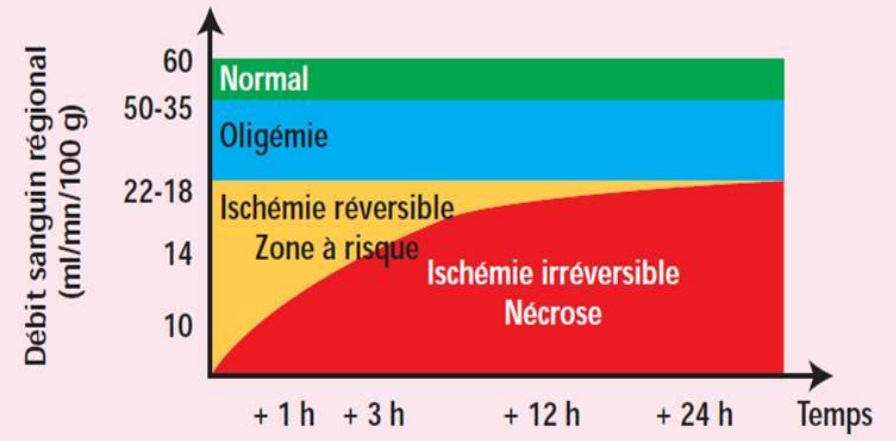 Débit sanguin régional
(ml/mn/100 g)
60
50-35
22-18
14
10
Normal
Oligémie
Ischémie réversible
Zone à risque
Ischémie irréversible
Nécrose
+ 1 h
+ 3 h
+ 12 h
+ 24 h
Temps